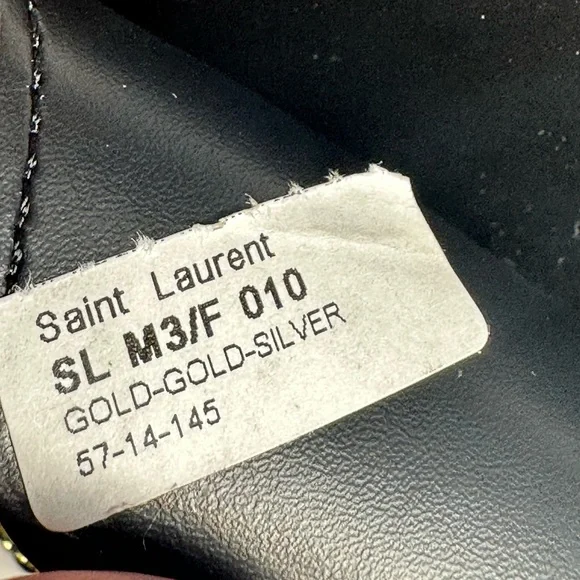 Saint Laurent
SL M3/F 010
GOLD-GOLD-SILVER
57-14-145